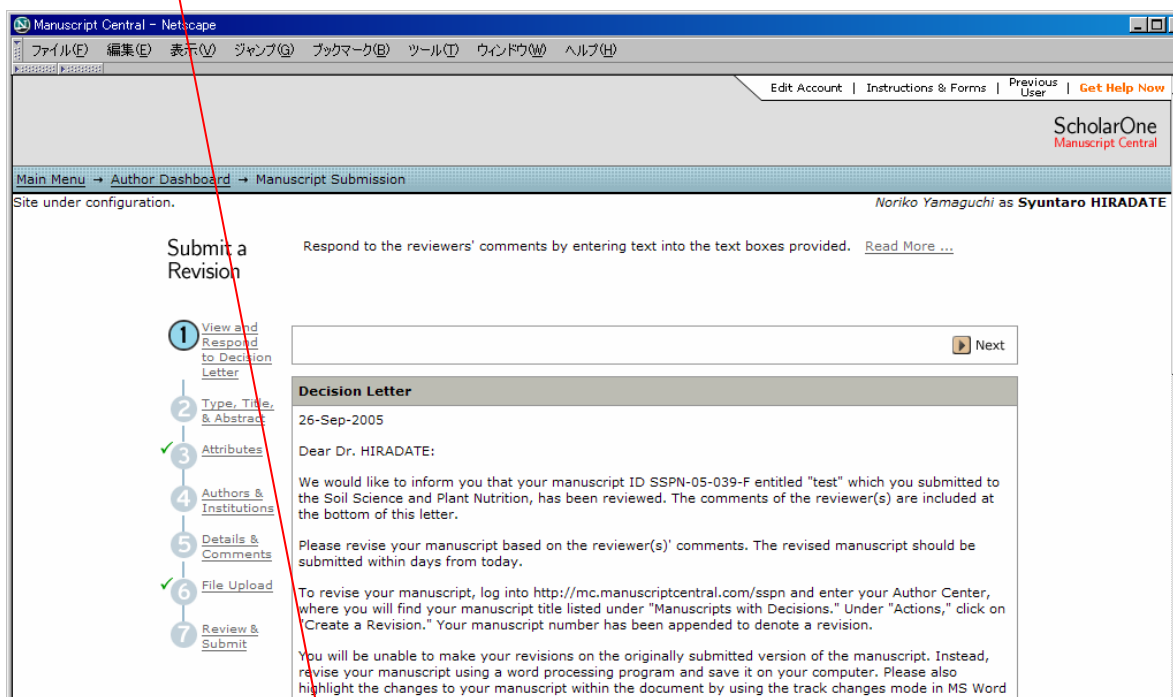 Manuscript Central - Netscape
ファイル(F) 編集(E) 表示(V) ジャンプ(G) ブックマーク(B) ツール(T) ウィンドウ(W) ヘルプ(H)
Edit Account | Instructions & Forms | Previous User | Get Help Now
ScholarOne
Manuscript Central
Main Menu → Author Dashboard → Manuscript Submission
Site under configuration.
Noriko Yamaguchi as Syuntaro HIRADATE
Submit a
Revision
Respond to the reviewers' comments by entering text into the text boxes provided. Read More ...
1 View and
Respond
to Decision
Letter
2 Type, Title,
& Abstract
3 Attributes
4 Authors &
Institutions
5 Details &
Comments
6 File Upload
7 Review &
Submit
Next
Decision Letter
26-Sep-2005
Dear Dr. HIRADATE:
We would like to inform you that your manuscript ID SSPN-05-039-F entitled "test" which you submitted to
the Soil Science and Plant Nutrition, has been reviewed. The comments of the reviewer(s) are included at
the bottom of this letter.
Please revise your manuscript based on the reviewer(s)' comments. The revised manuscript should be
submitted within days from today.
To revise your manuscript, log into http://mc.manuscriptcentral.com/sspn and enter your Author Center,
where you will find your manuscript title listed under "Manuscripts with Decisions." Under "Actions," click on
"Create a Revision." Your manuscript number has been appended to denote a revision.
You will be unable to make your revisions on the originally submitted version of the manuscript. Instead,
revise your manuscript using a word processing program and save it on your computer. Please also
highlight the changes to your manuscript within the document by using the track changes mode in MS Word